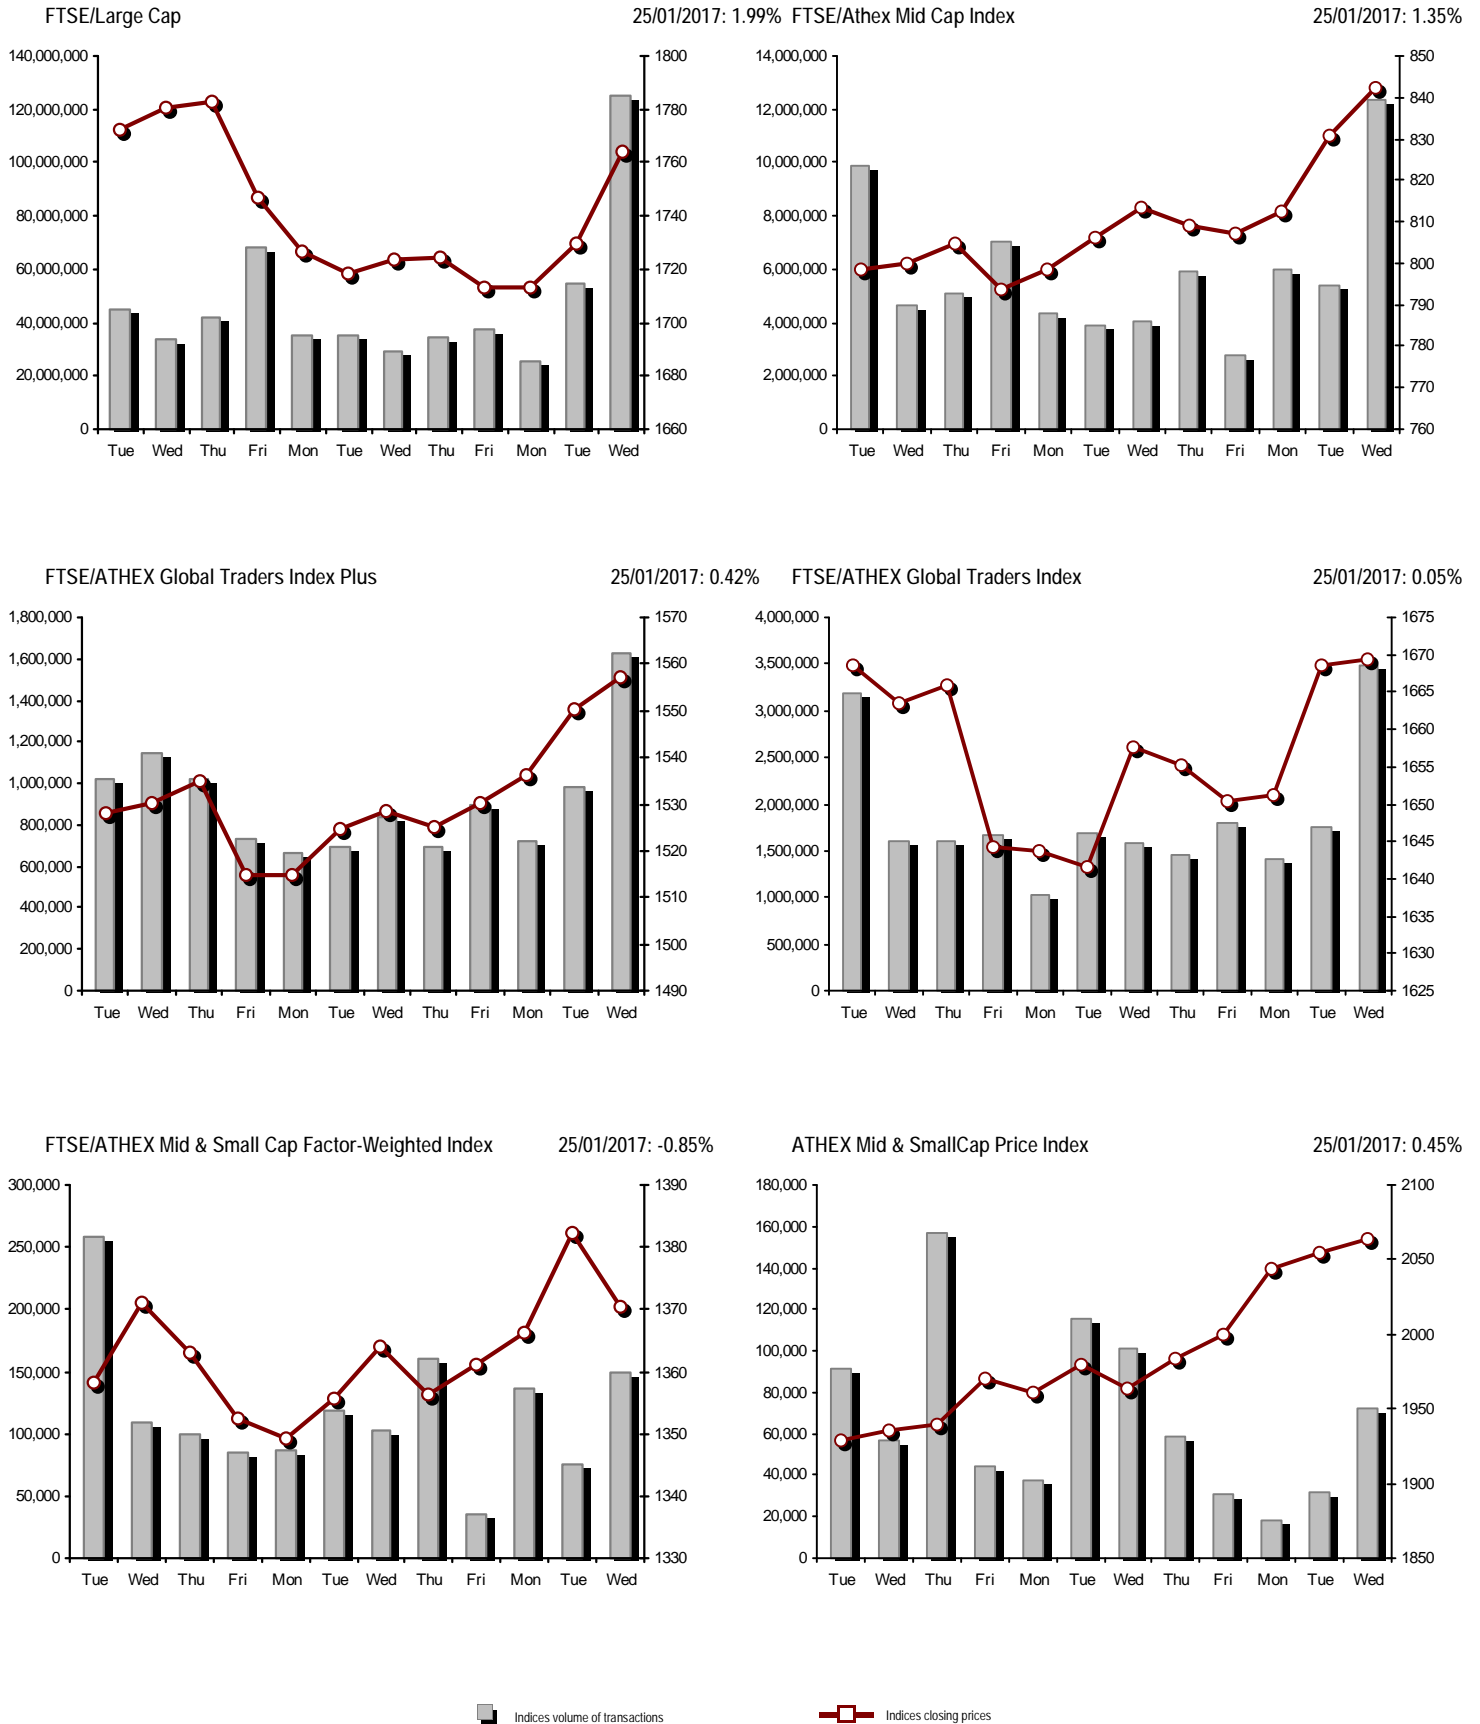 FTSE/Large Cap 25/01/2017: 1.99% FTSE/Athex Mid Cap Index 25/01/2017: 1.35%
140,000,000 1800 14,000,000 850
120,000,000 1780 12,000,000 840
100,000,000 1760 10,000,000 830
80,000,000 1740 8,000,000 820
60,000,000 1720 6,000,000 810
40,000,000 1700 4,000,000 800
20,000,000 1680 2,000,000 790
0 1660 0 780
770
760
Tue Wed Thu Fri Mon Tue Wed Thu Fri Mon Tue Wed Tue Wed Thu Fri Mon Tue Wed Thu Fri Mon Tue Wed
FTSE/ATHEX Global Traders Index Plus 25/01/2017: 0.42% FTSE/ATHEX Global Traders Index 25/01/2017: 0.05%
1,800,000 1570 4,000,000 1675
1,600,000 1560 3,500,000 1670
1,400,000 1550 3,000,000 1665
1,200,000 1540 2,500,000 1660
1,000,000 1530 2,000,000 1655
800,000 1520 1,500,000 1650
600,000 1510 1,000,000 1645
400,000 1500 500,000 1640
200,000 1490 0 1635
0 1630
1625
Tue Wed Thu Fri Mon Tue Wed Thu Fri Mon Tue Wed Tue Wed Thu Fri Mon Tue Wed Thu Fri Mon Tue Wed
FTSE/ATHEX Mid & Small Cap Factor-Weighted Index 25/01/2017: -0.85% ATHEX Mid & SmallCap Price Index 25/01/2017: 0.45%
300,000 1390 180,000 2100
250,000 1380 160,000 2050
200,000 1370 140,000 2000
150,000 1360 120,000 1950
100,000 1350 100,000 1900
50,000 1340 80,000 1850
0 1330 60,000
40,000
20,000
0
Tue Wed Thu Fri Mon Tue Wed Thu Fri Mon Tue Wed Tue Wed Thu Fri Mon Tue Wed Thu Fri Mon Tue Wed
Indices volume of transactions Indices closing prices